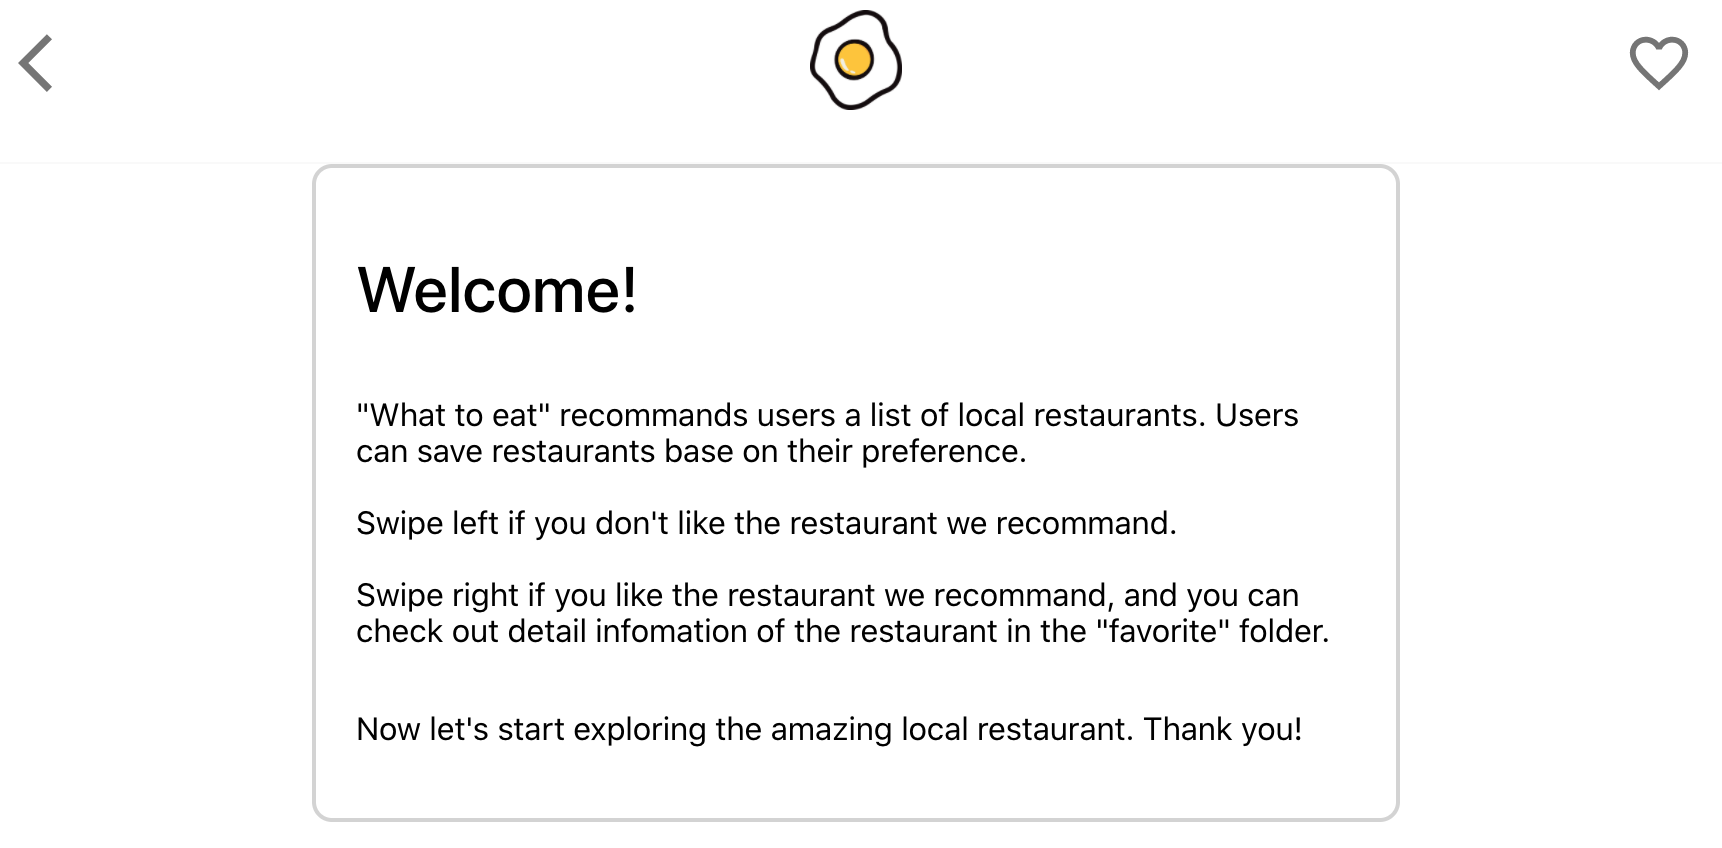 Welcome!
"What to eat" recommands users a list of local restaurants. Users
can save restaurants base on their preference.
Swipe left if you don't like the restaurant we recommand.
Swipe right if you like the restaurant we recommand, and you can
check out detail infomation of the restaurant in the "favorite" folder.
Now let's start exploring the amazing local restaurant. Thank you!